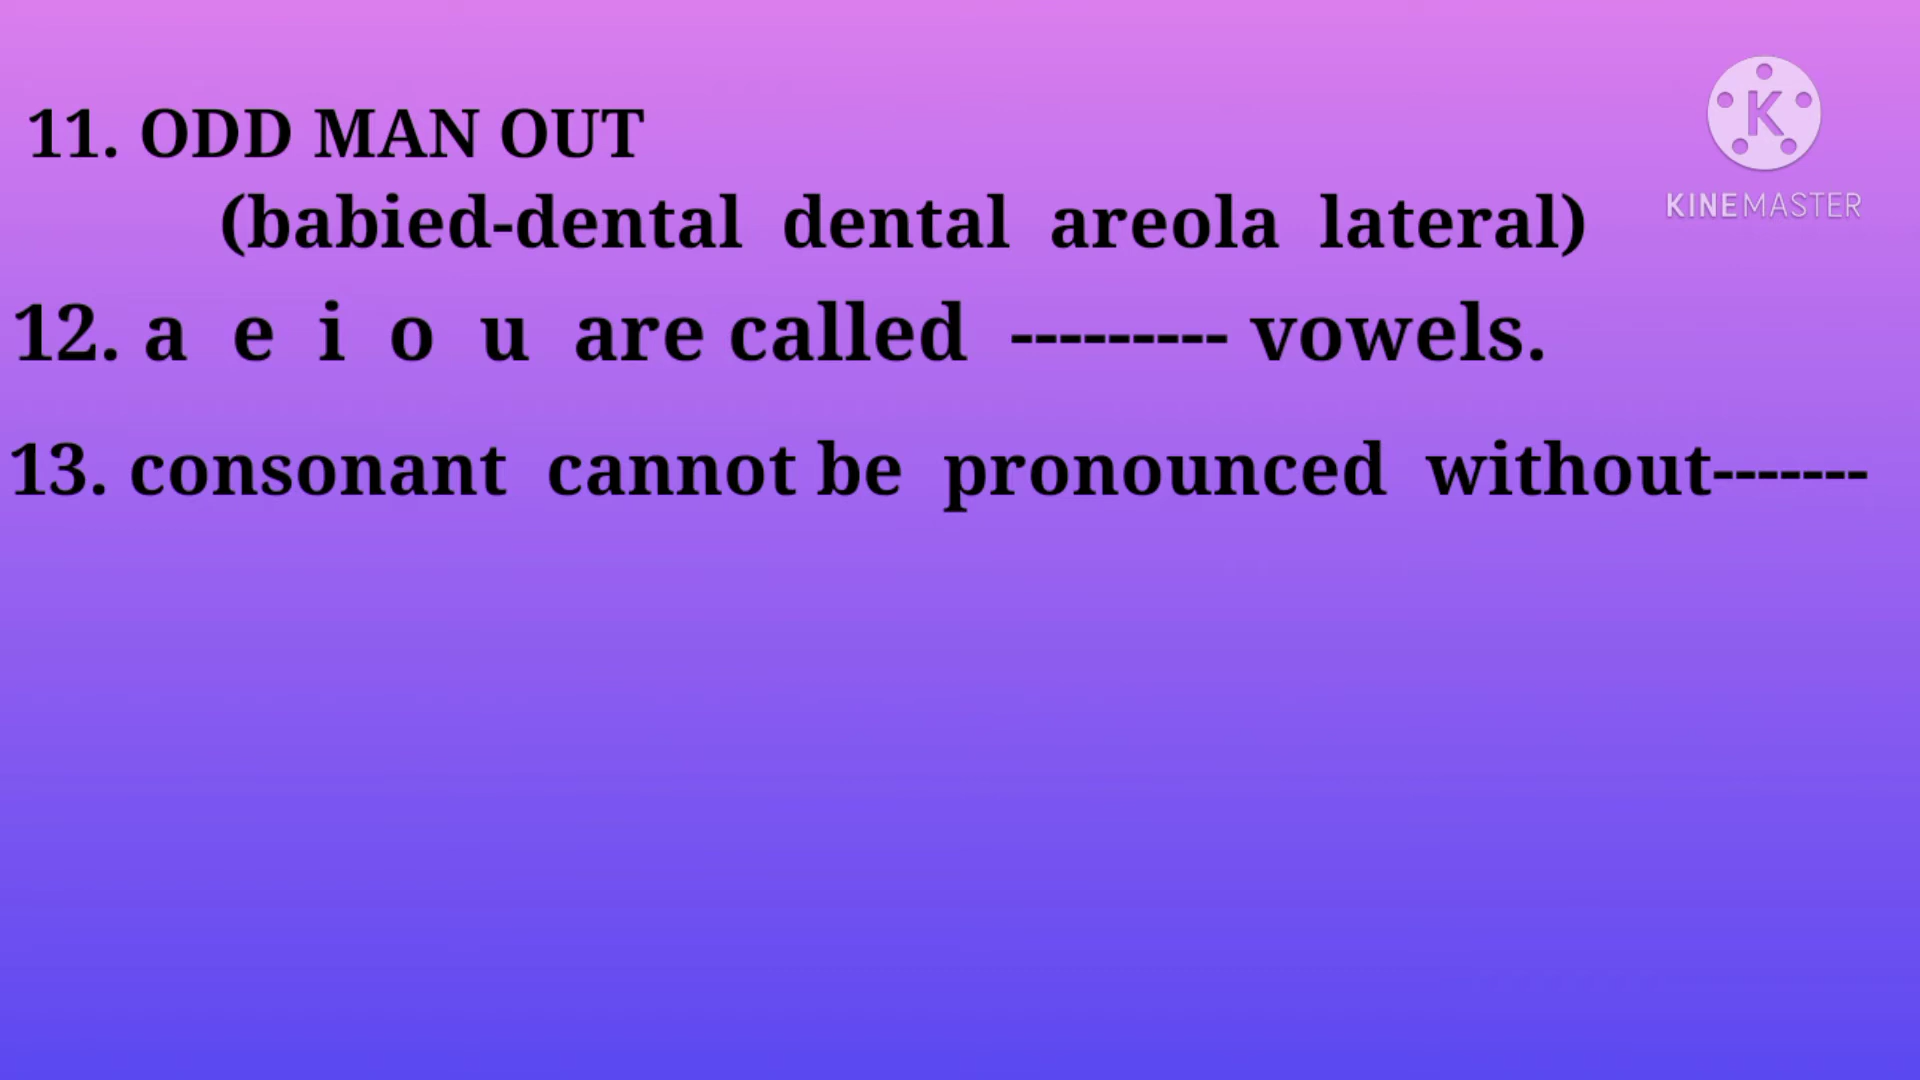 11. ODD MAN OUT
(babied-dental dental areola lateral)
12. a e i o u are called --------- vowels.
13. consonant cannot be pronounced without-------
K
KINEMASTER